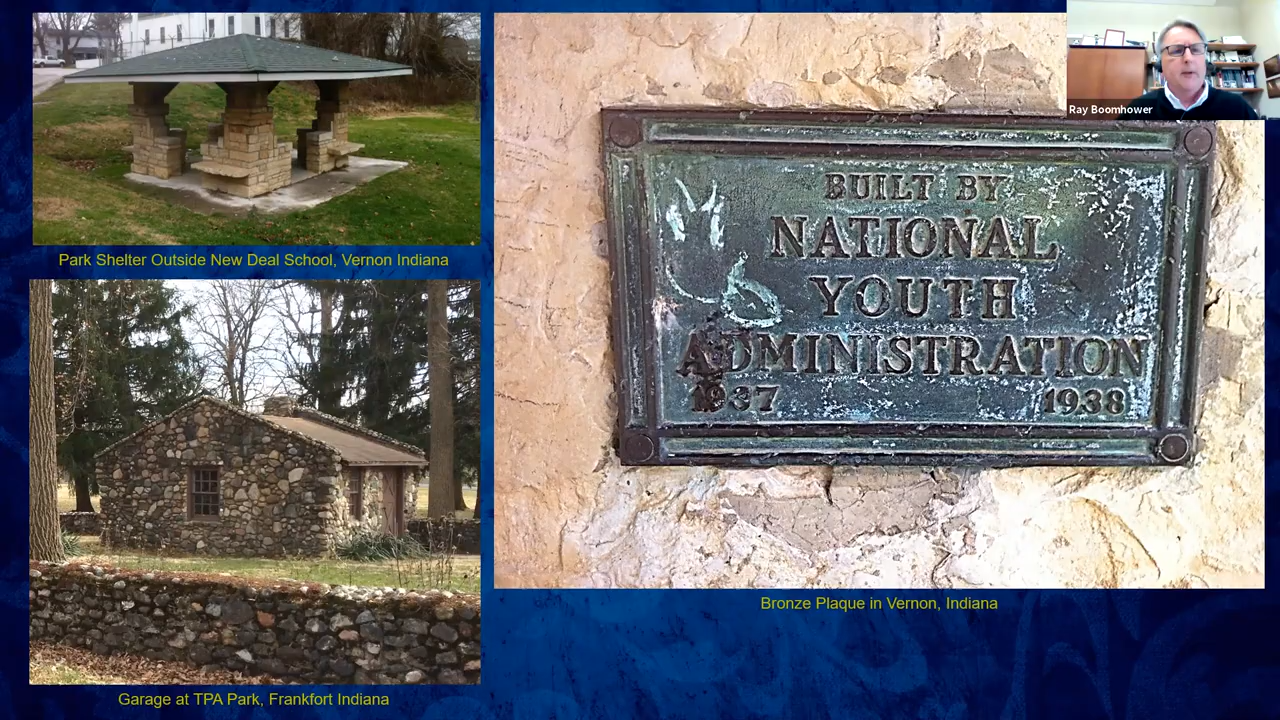 Park Shelter Outside New Deal School, Vernon Indiana
Garage at TPA Park, Frankfort Indiana
BUILT BY
NATIONAL
YOUTH
ADMINISTRATION
1937 1938
Bronze Plaque in Vernon, Indiana
Ray Boomhower